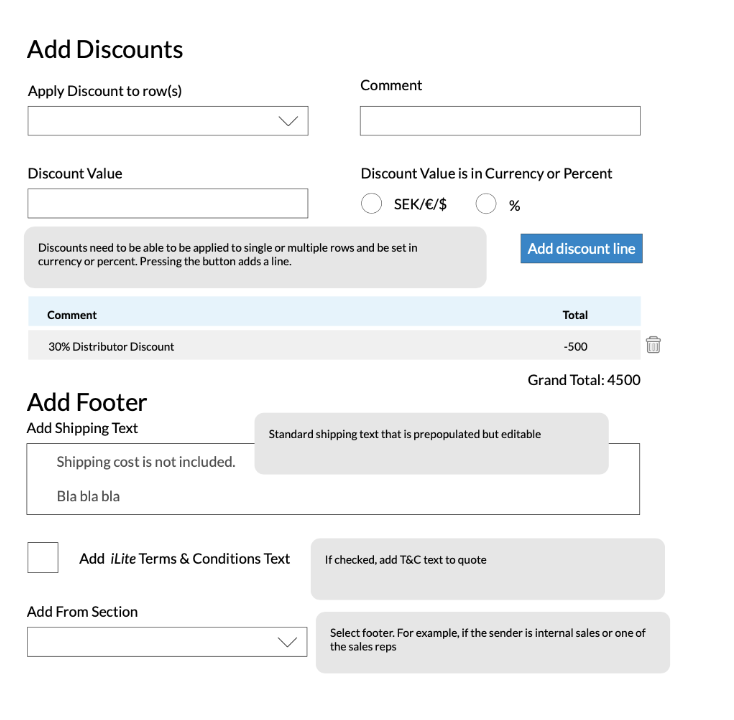 Add Discounts
Apply Discount to row(s)
Comment
Discount Value
Discount Value is in Currency or Percent
SEK/€/$
%
Discounts need to be able to be applied to single or multiple rows and be set in
currency or percent. Pressing the button adds a line.
Add discount line
Comment Total
30% Distributor Discount -500
Grand Total: 4500
Add Footer
Add Shipping Text
Standard shipping text that is prepopulated but editable
Shipping cost is not included.
Bla bla bla
Add iLite Terms & Conditions Text
If checked, add T&C text to quote
Add From Section
Select footer. For example, if the sender is internal sales or one of
the sales reps